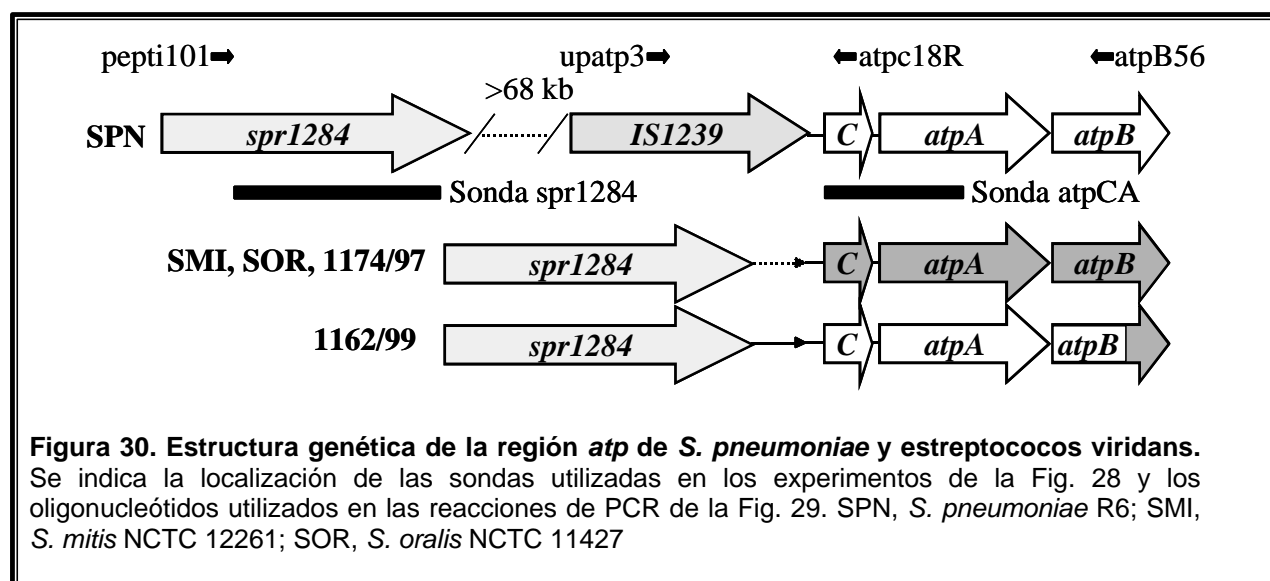 pepti101 upatp3 atpc18R atpB56
>68 kb
SPN spr1284 IS1239 C atpA atpB
Sonda spr1284 Sonda atpCA
SMI, SOR, 1174/97 spr1284 C atpA atpB
1162/99 spr1284 C atpA atpB
Figura 30. Estructura genética de la región atp de S. pneumoniae y estreptococos viridans.
Se indica la localización de las sondas utilizadas en los experimentos de la Fig. 28 y los
oligonucleótidos utilizados en las reacciones de PCR de la Fig. 29. SPN, S. pneumoniae R6; SMI,
S. mitis NCTC 12261; SOR, S. oralis NCTC 11427